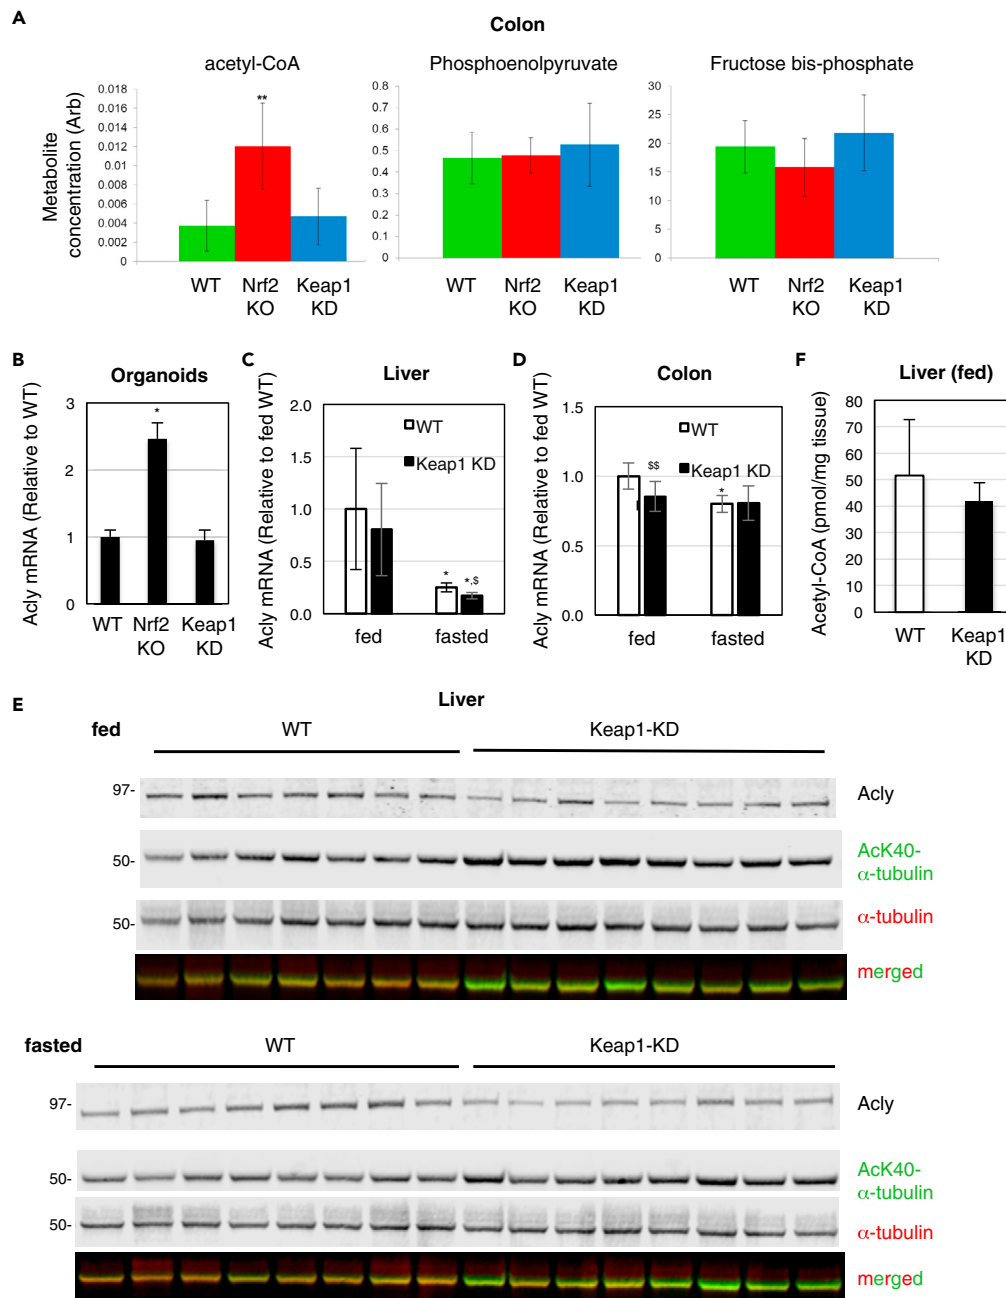 A
Colon
acetyl-CoA
Phosphoenolpyruvate
Fructose bis-phosphate
Metabolite
concentration (Arb)
0.018
0.016
0.014
0.012
0.01
0.008
0.006
0.004
0.002
0
**
WT
Nrf2
KO
Keap1
KD
0.8
0.7
0.6
0.5
0.4
0.3
0.2
0.1
0
WT
Nrf2
KO
Keap1
KD
30
25
20
15
10
5
0
WT
Nrf2
KO
Keap1
KD
B
Organoids
Acly mRNA (Relative to WT)
3
2
1
0
*
WT
Nrf2
KO
Keap1
KD
C
Liver
Acly mRNA (Relative to fed WT)
2.0
1.5
1.0
0.5
0.0
WT
Keap1 KD
*
*,$
fed
fasted
D
Colon
Acly mRNA (Relative to fed WT)
1.5
1.0
0.5
0.0
WT
Keap1 KD
$$
*
fed
fasted
F
Liver (fed)
Acetyl-CoA (pmol/mg tissue)
80
70
60
50
40
30
20
10
0
WT
Keap1
KD
E
Liver
fed
WT
Keap1-KD
97-
Acly
50-
AcK40-
α-tubulin
50-
α-tubulin
merged
fasted
WT
Keap1-KD
97-
Acly
50-
AcK40-
α-tubulin
50-
α-tubulin
merged